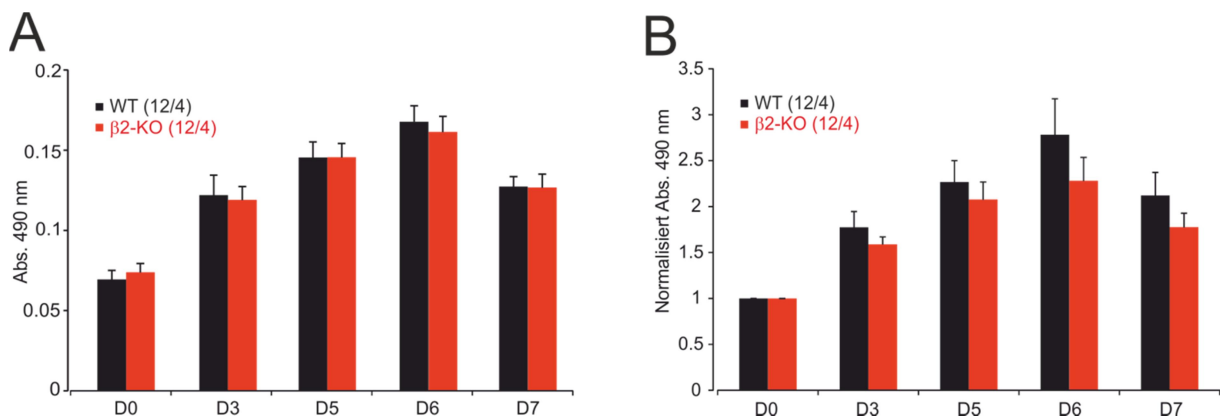 A
Abs. 490 nm
0.2
0.15
0.1
0.05
0
WT (12/4)
β2-KO (12/4)
D0 D3 D5 D6 D7
B
Normalisiert Abs. 490 nm
3.5
3
2.5
2
1.5
1
0.5
0
WT (12/4)
β2-KO (12/4)
D0 D3 D5 D6 D7